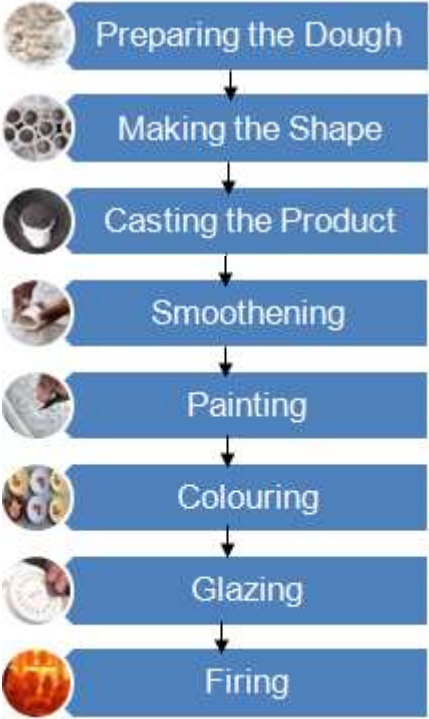 Preparing the Dough
Making the Shape
Casting the Product
Smoothening
Painting
Colouring
Glazing
Firing